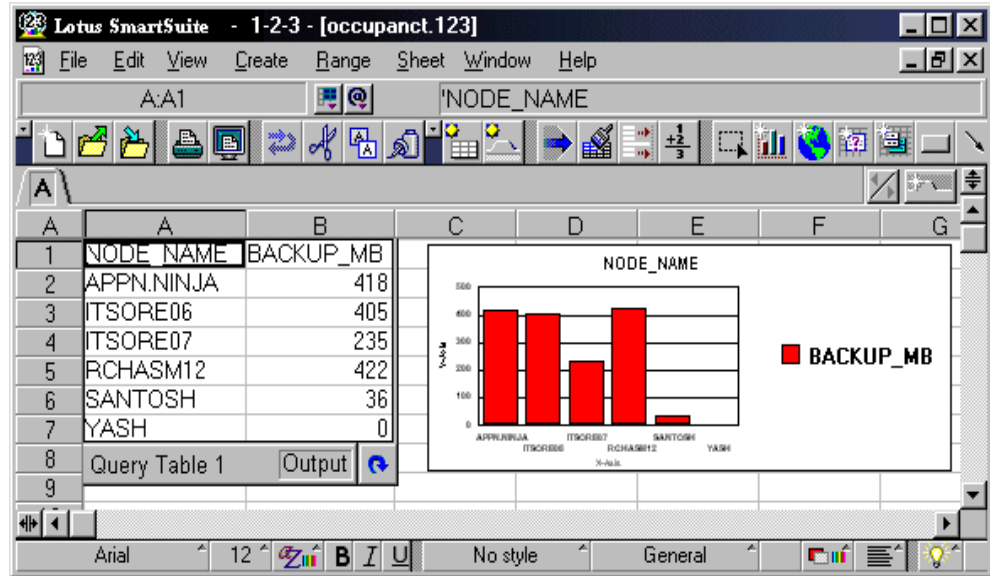 Lotus SmartSuite - 1-2-3 - [occupanct.123]
File Edit View Create Range Sheet Window Help
A:A1 'NODE_NAME
A
A A B C D E F G
1 NODE_NAME BACKUP_MB
2 APPN.NINJA 418
3 ITSORE06 405
4 ITSORE07 235
5 RCHASM12 422
6 SANTOSH 36
7 YASH 0
8 Query Table 1 Output
9
NODE_NAME
500
400
300
200
100
0
Y-Axis
APPN.NINJA ITSORE07 SANTOSH
ITSORE06 RCHASM12 YASH
X-Axis
BACKUP_MB
Arial 12 B I U No style General